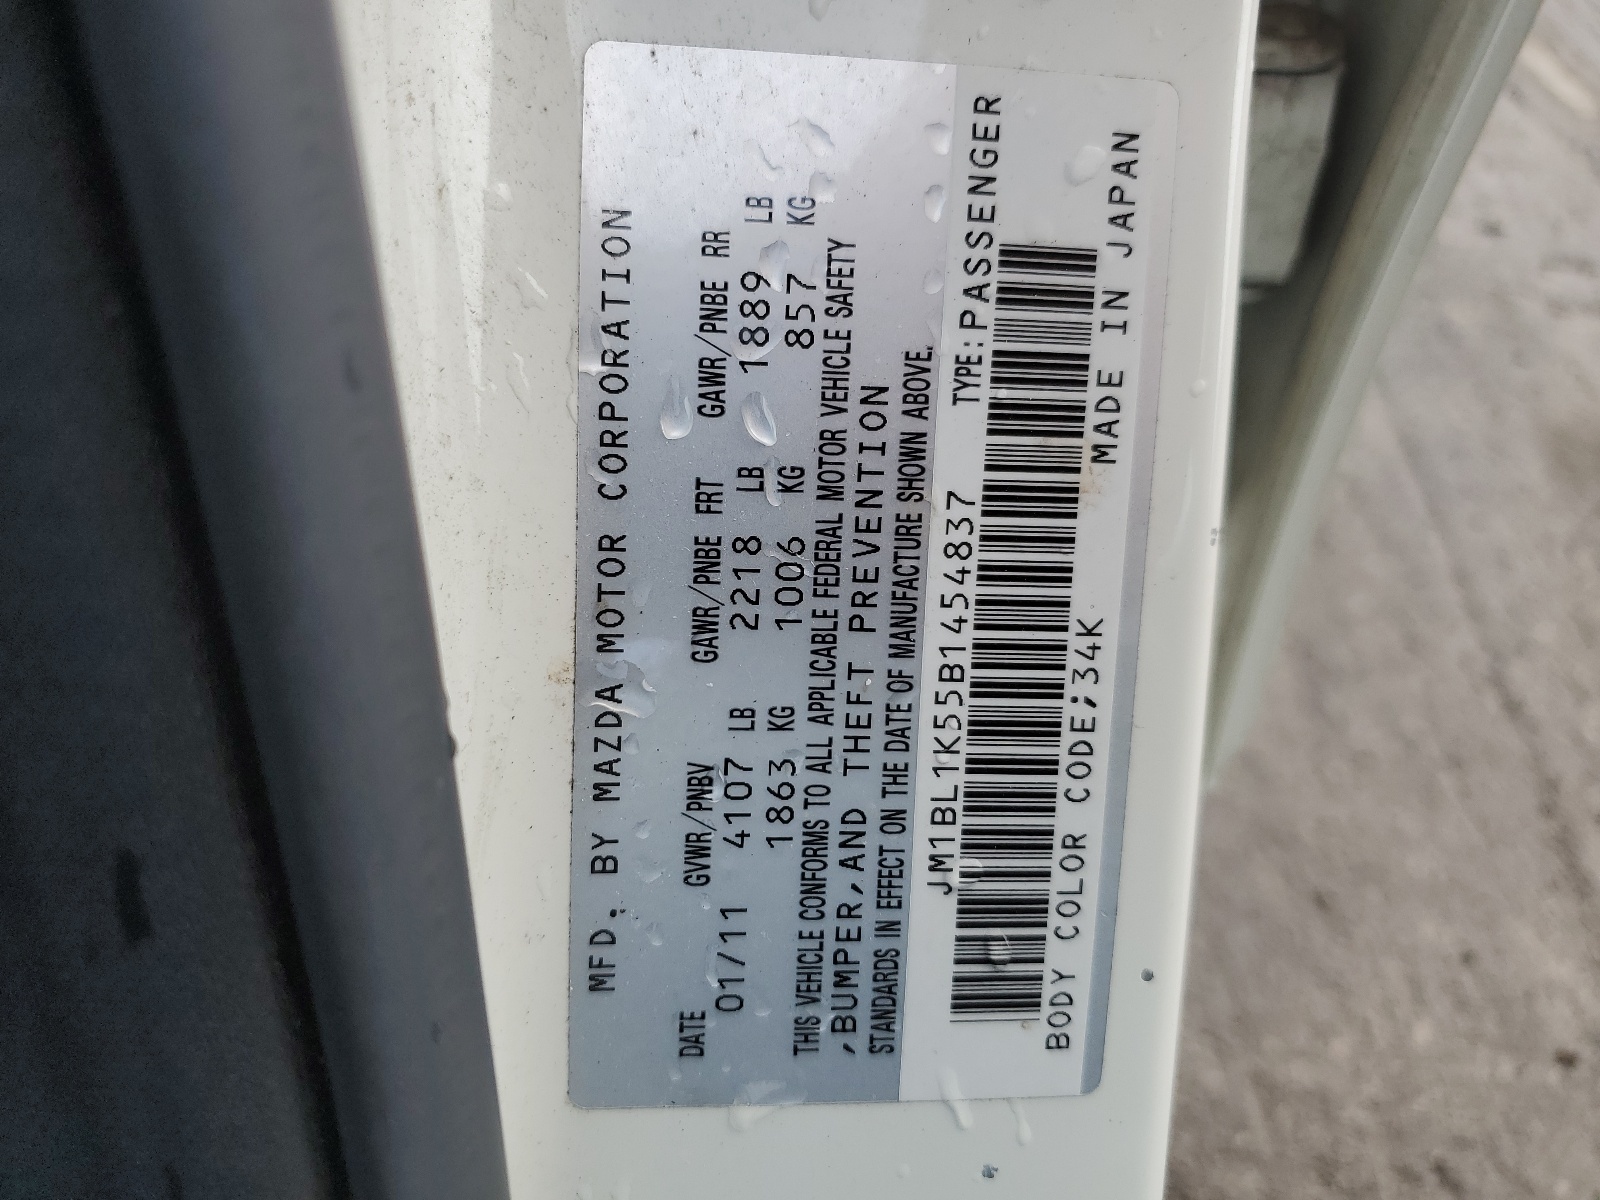 MFD. BY MAZDA MOTOR CORPORATION
DATE GVWR/PNBV GAWR/PNBE FRT GAWR/PNBE RR
01/11 4107 LB 2218 LB 1889 LB
1863 KG 1006 KG 857 KG
THIS VEHICLE CONFORMS TO ALL APPLICABLE FEDERAL MOTOR VEHICLE SAFETY
,BUMPER,AND THEFT PREVENTION
STANDARDS IN EFFECT ON THE DATE OF MANUFACTURE SHOWN ABOVE.
JM1BL1K55B1454837 TYPE:PASSENGER
BODY COLOR CODE;34K MADE IN JAPAN